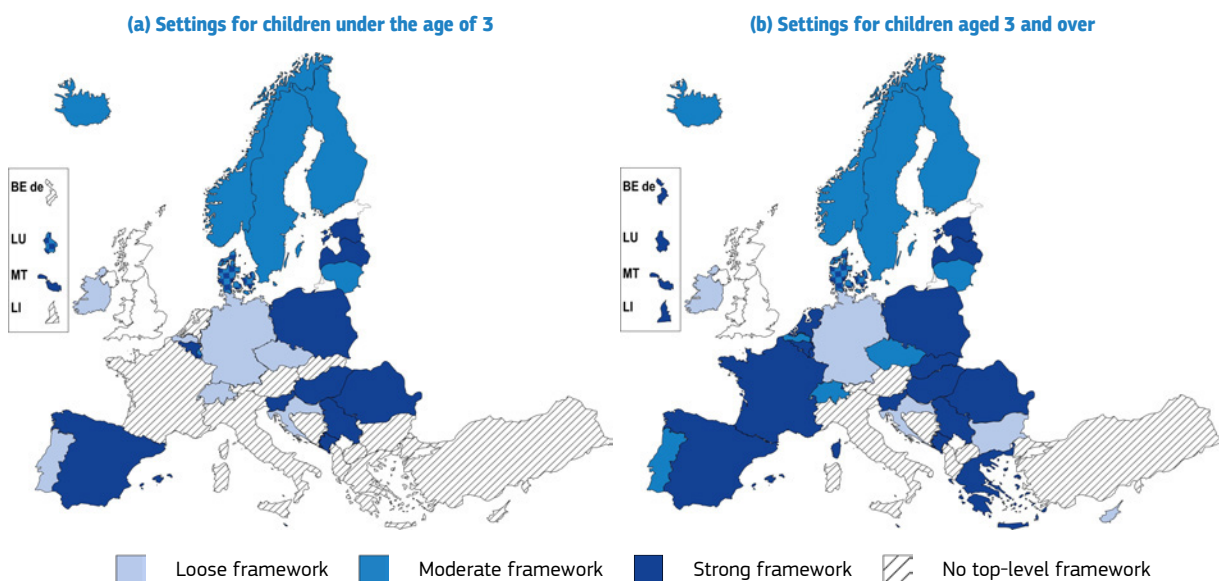 (a) Settings for children under the age of 3
(b) Settings for children aged 3 and over
BE de
LU
MT
LI
BE de
LU
MT
LI
Loose framework
Moderate framework
Strong framework
No top-level framework